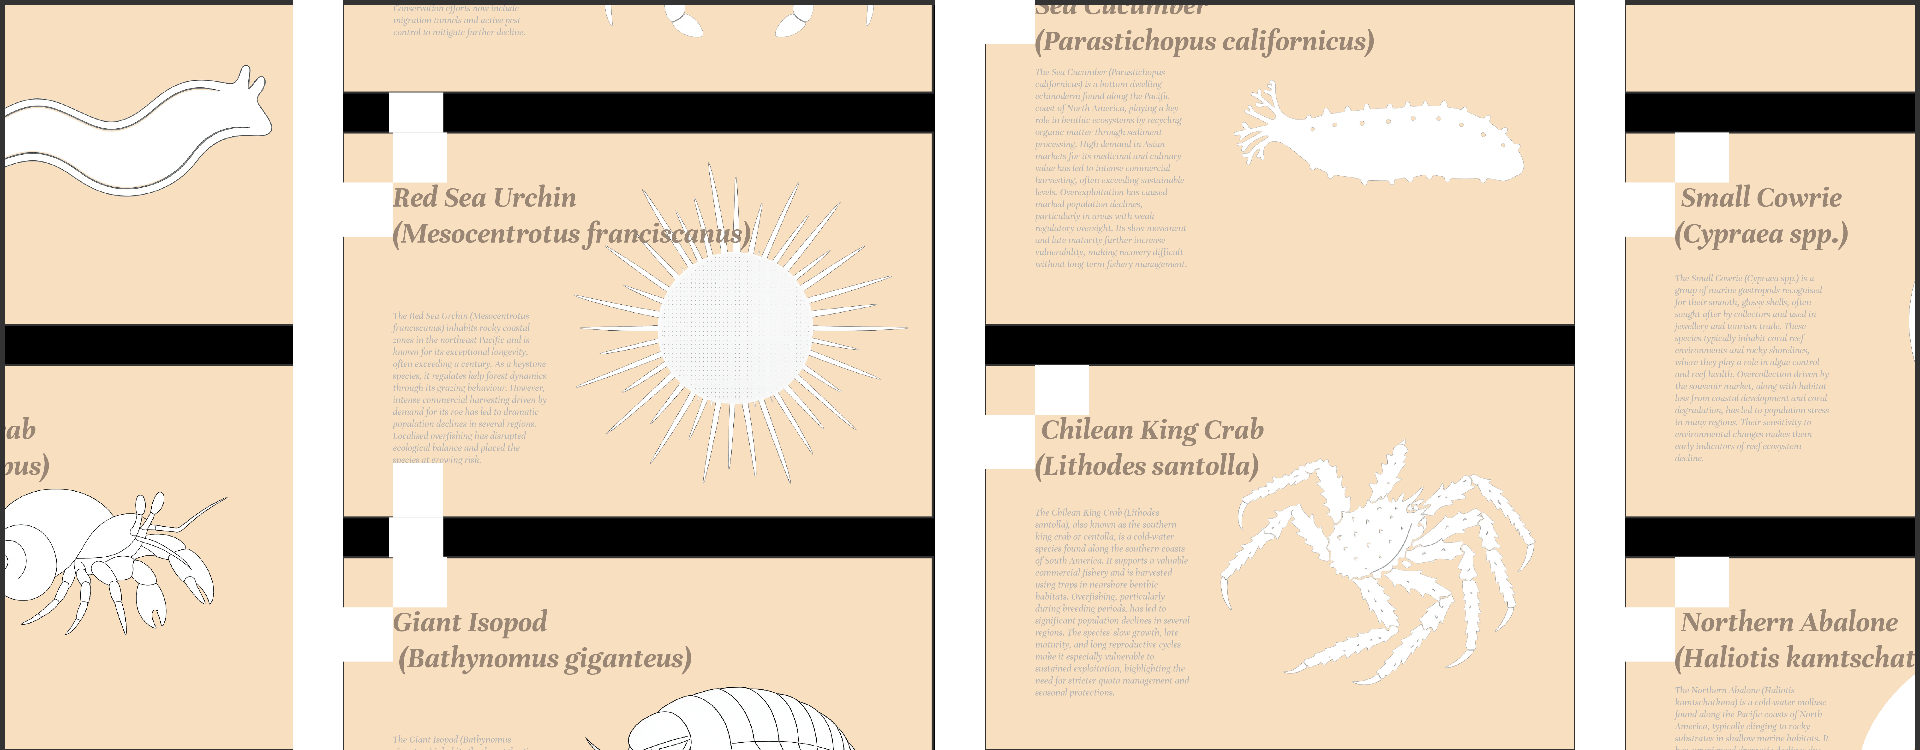 ab
pus)
Conservation efforts now include
migration tunnels and active pest
control to mitigate further decline.
Red Sea Urchin
(Mesocentrotus franciscanus)
The Red Sea Urchin (Mesocentrotus
franciscanus) inhabits rocky coastal
zones in the northeast Pacific and is
known for its exceptional longevity,
often exceeding a century. As a keystone
species, it regulates kelp forest dynamics
through its grazing behaviour. However,
intense commercial harvesting driven by
demand for its roe has led to dramatic
population declines in several regions.
Localised overfishing has disrupted
ecological balance and placed the
species at growing risk.
Giant Isopod
(Bathynomus giganteus)
The Giant Isopod (Bathynomus
Sea Cucumber
(Parastichopus californicus)
The Sea Cucumber (Parastichopus
californicus) is a bottom-dwelling
echinoderm found along the Pacific
coast of North America, playing a key
role in benthic ecosystems by recycling
organic matter through sediment
processing. High demand in Asian
markets for its medicinal and culinary
value has led to intense commercial
harvesting, often exceeding sustainable
levels. Overexploitation has caused
marked population declines,
particularly in areas with weak
regulatory oversight. Its slow movement
and late maturity further increase
vulnerability, making recovery difficult
without long-term fishery management.
Chilean King Crab
(Lithodes santolla)
The Chilean King Crab (Lithodes
santolla), also known as the southern
king crab or centolla, is a cold-water
species found along the southern coasts
of South America. It supports a valuable
commercial fishery and is harvested
using traps in nearshore benthic
habitats. Overfishing, particularly
during breeding periods, has led to
significant population declines in several
regions. The species' slow growth, late
maturity, and long reproductive cycles
make it especially vulnerable to
sustained exploitation, highlighting the
need for stricter quota management and
seasonal protections.
Small Cowrie
(Cypraea spp.)
The Small Cowrie (Cypraea spp.) is a
group of marine gastropods recognised
for their smooth, glossy shells, often
sought after by collectors and used in
jewellery and tourism trade. These
species typically inhabit coral reef
environments and rocky shorelines,
where they play a role in algae control
and reef health. Overcollection driven by
the souvenir market, along with habitat
loss from coastal development and coral
degradation, has led to population stress
in many regions. Their sensitivity to
environmental changes makes them
early indicators of reef ecosystem
decline.
Northern Abalone
(Haliotis kamtschat
The Northern Abalone (Haliotis
kamtschatkana) is a cold-water mollusc
found along the Pacific coasts of North
America, typically clinging to rocky
substrates in shallow marine habitats. It